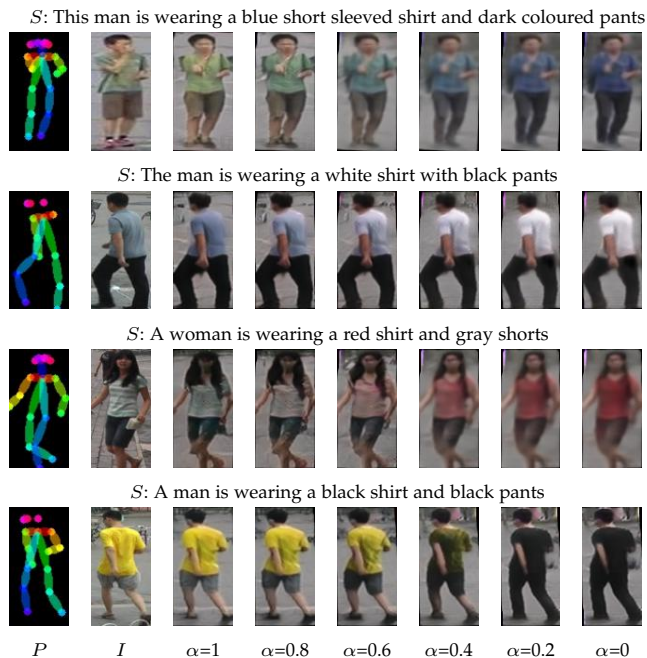 S: This man is wearing a blue short sleeved shirt and dark coloured pants
S: The man is wearing a white shirt with black pants
S: A woman is wearing a red shirt and gray shorts
S: A man is wearing a black shirt and black pants
P I α=1 α=0.8 α=0.6 α=0.4 α=0.2 α=0